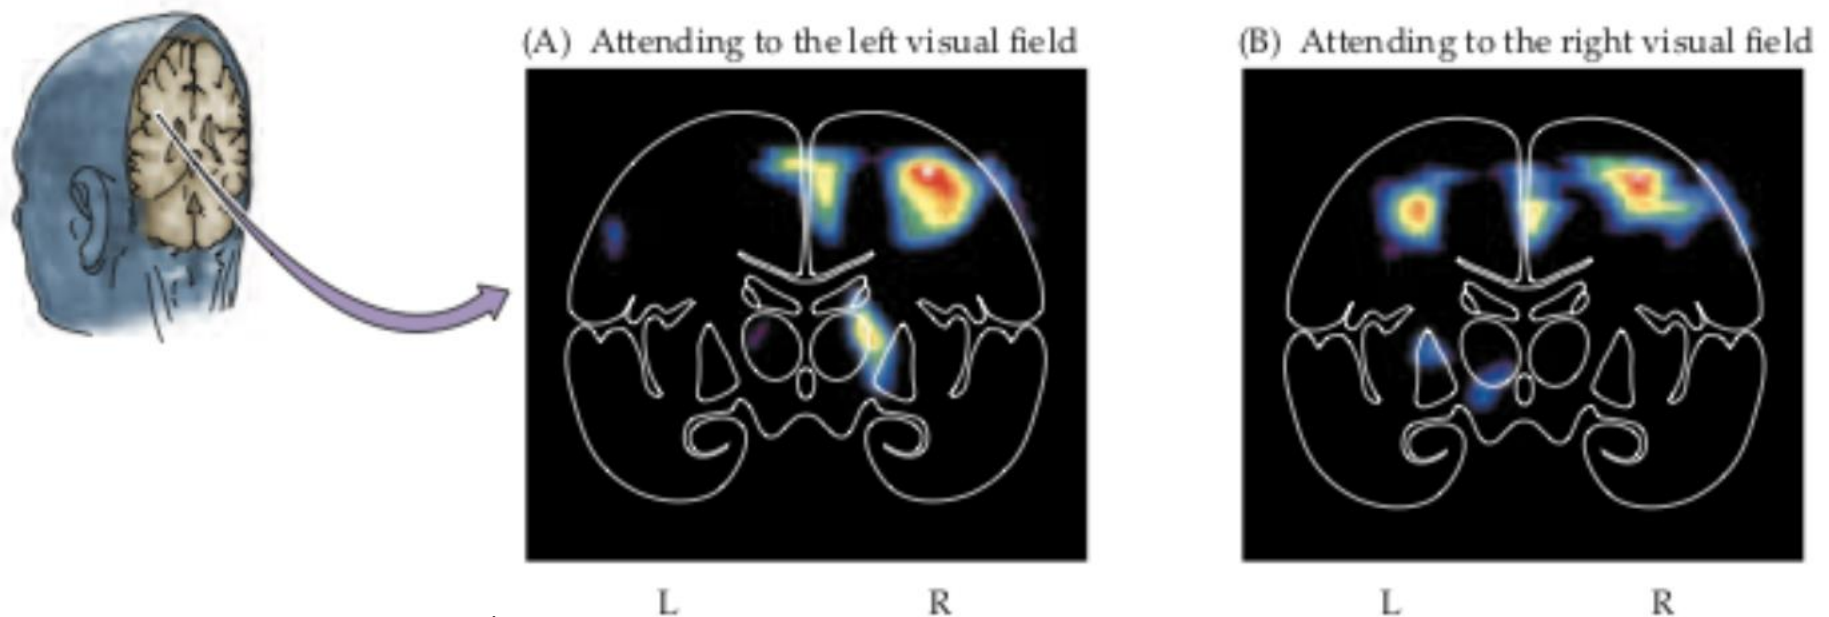 (A) Attending to the left visual field
(B) Attending to the right visual field
L R
L R